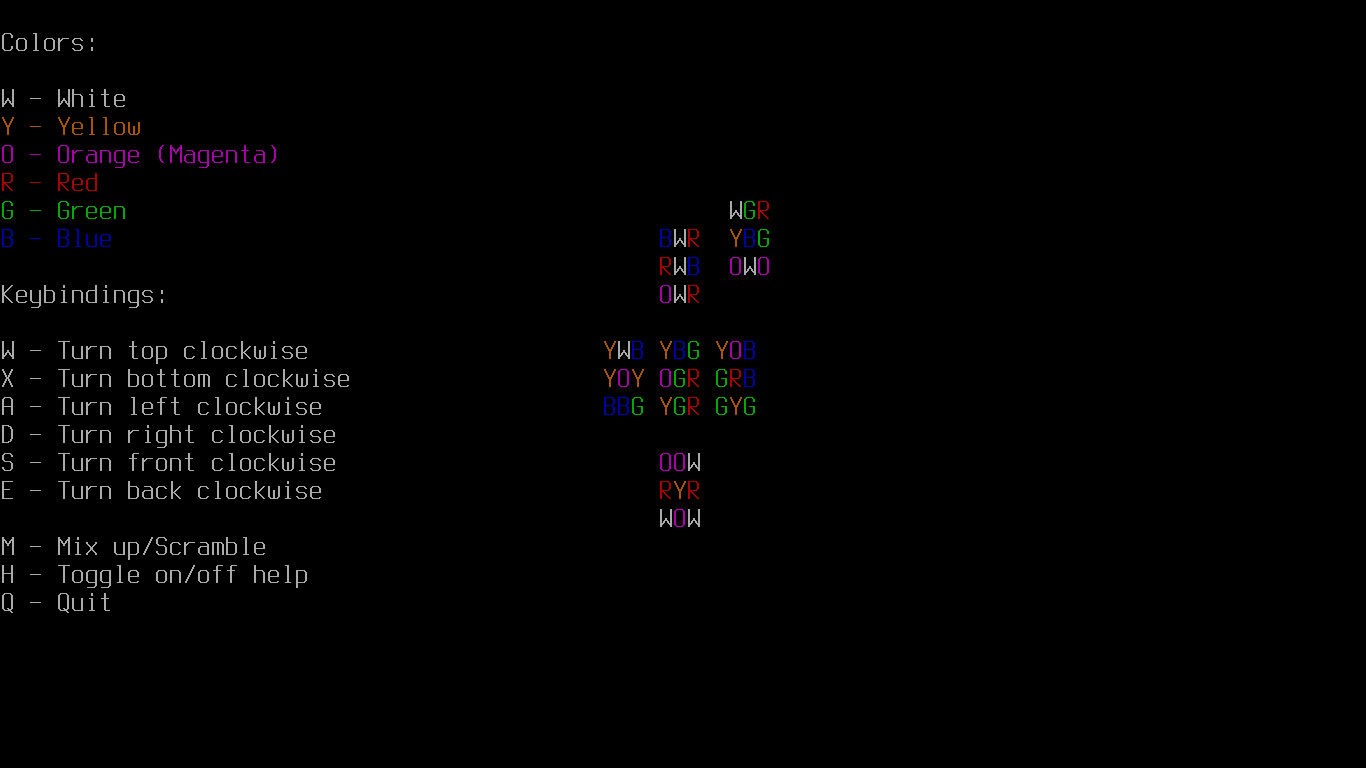 Colors:
W - White
Y - Yellow
O - Orange (Magenta)
R - Red
G - Green
B - Blue
Keybindings:
W - Turn top clockwise
X - Turn bottom clockwise
A - Turn left clockwise
D - Turn right clockwise
S - Turn front clockwise
E - Turn back clockwise
M - Mix up/Scramble
H - Toggle on/off help
Q - Quit
WGR
BWR YBG
RWB OWO
OWR
YWB YBG YOB
YOY OGR GRB
BBG YGR GYG
OOW
RYR
WOW